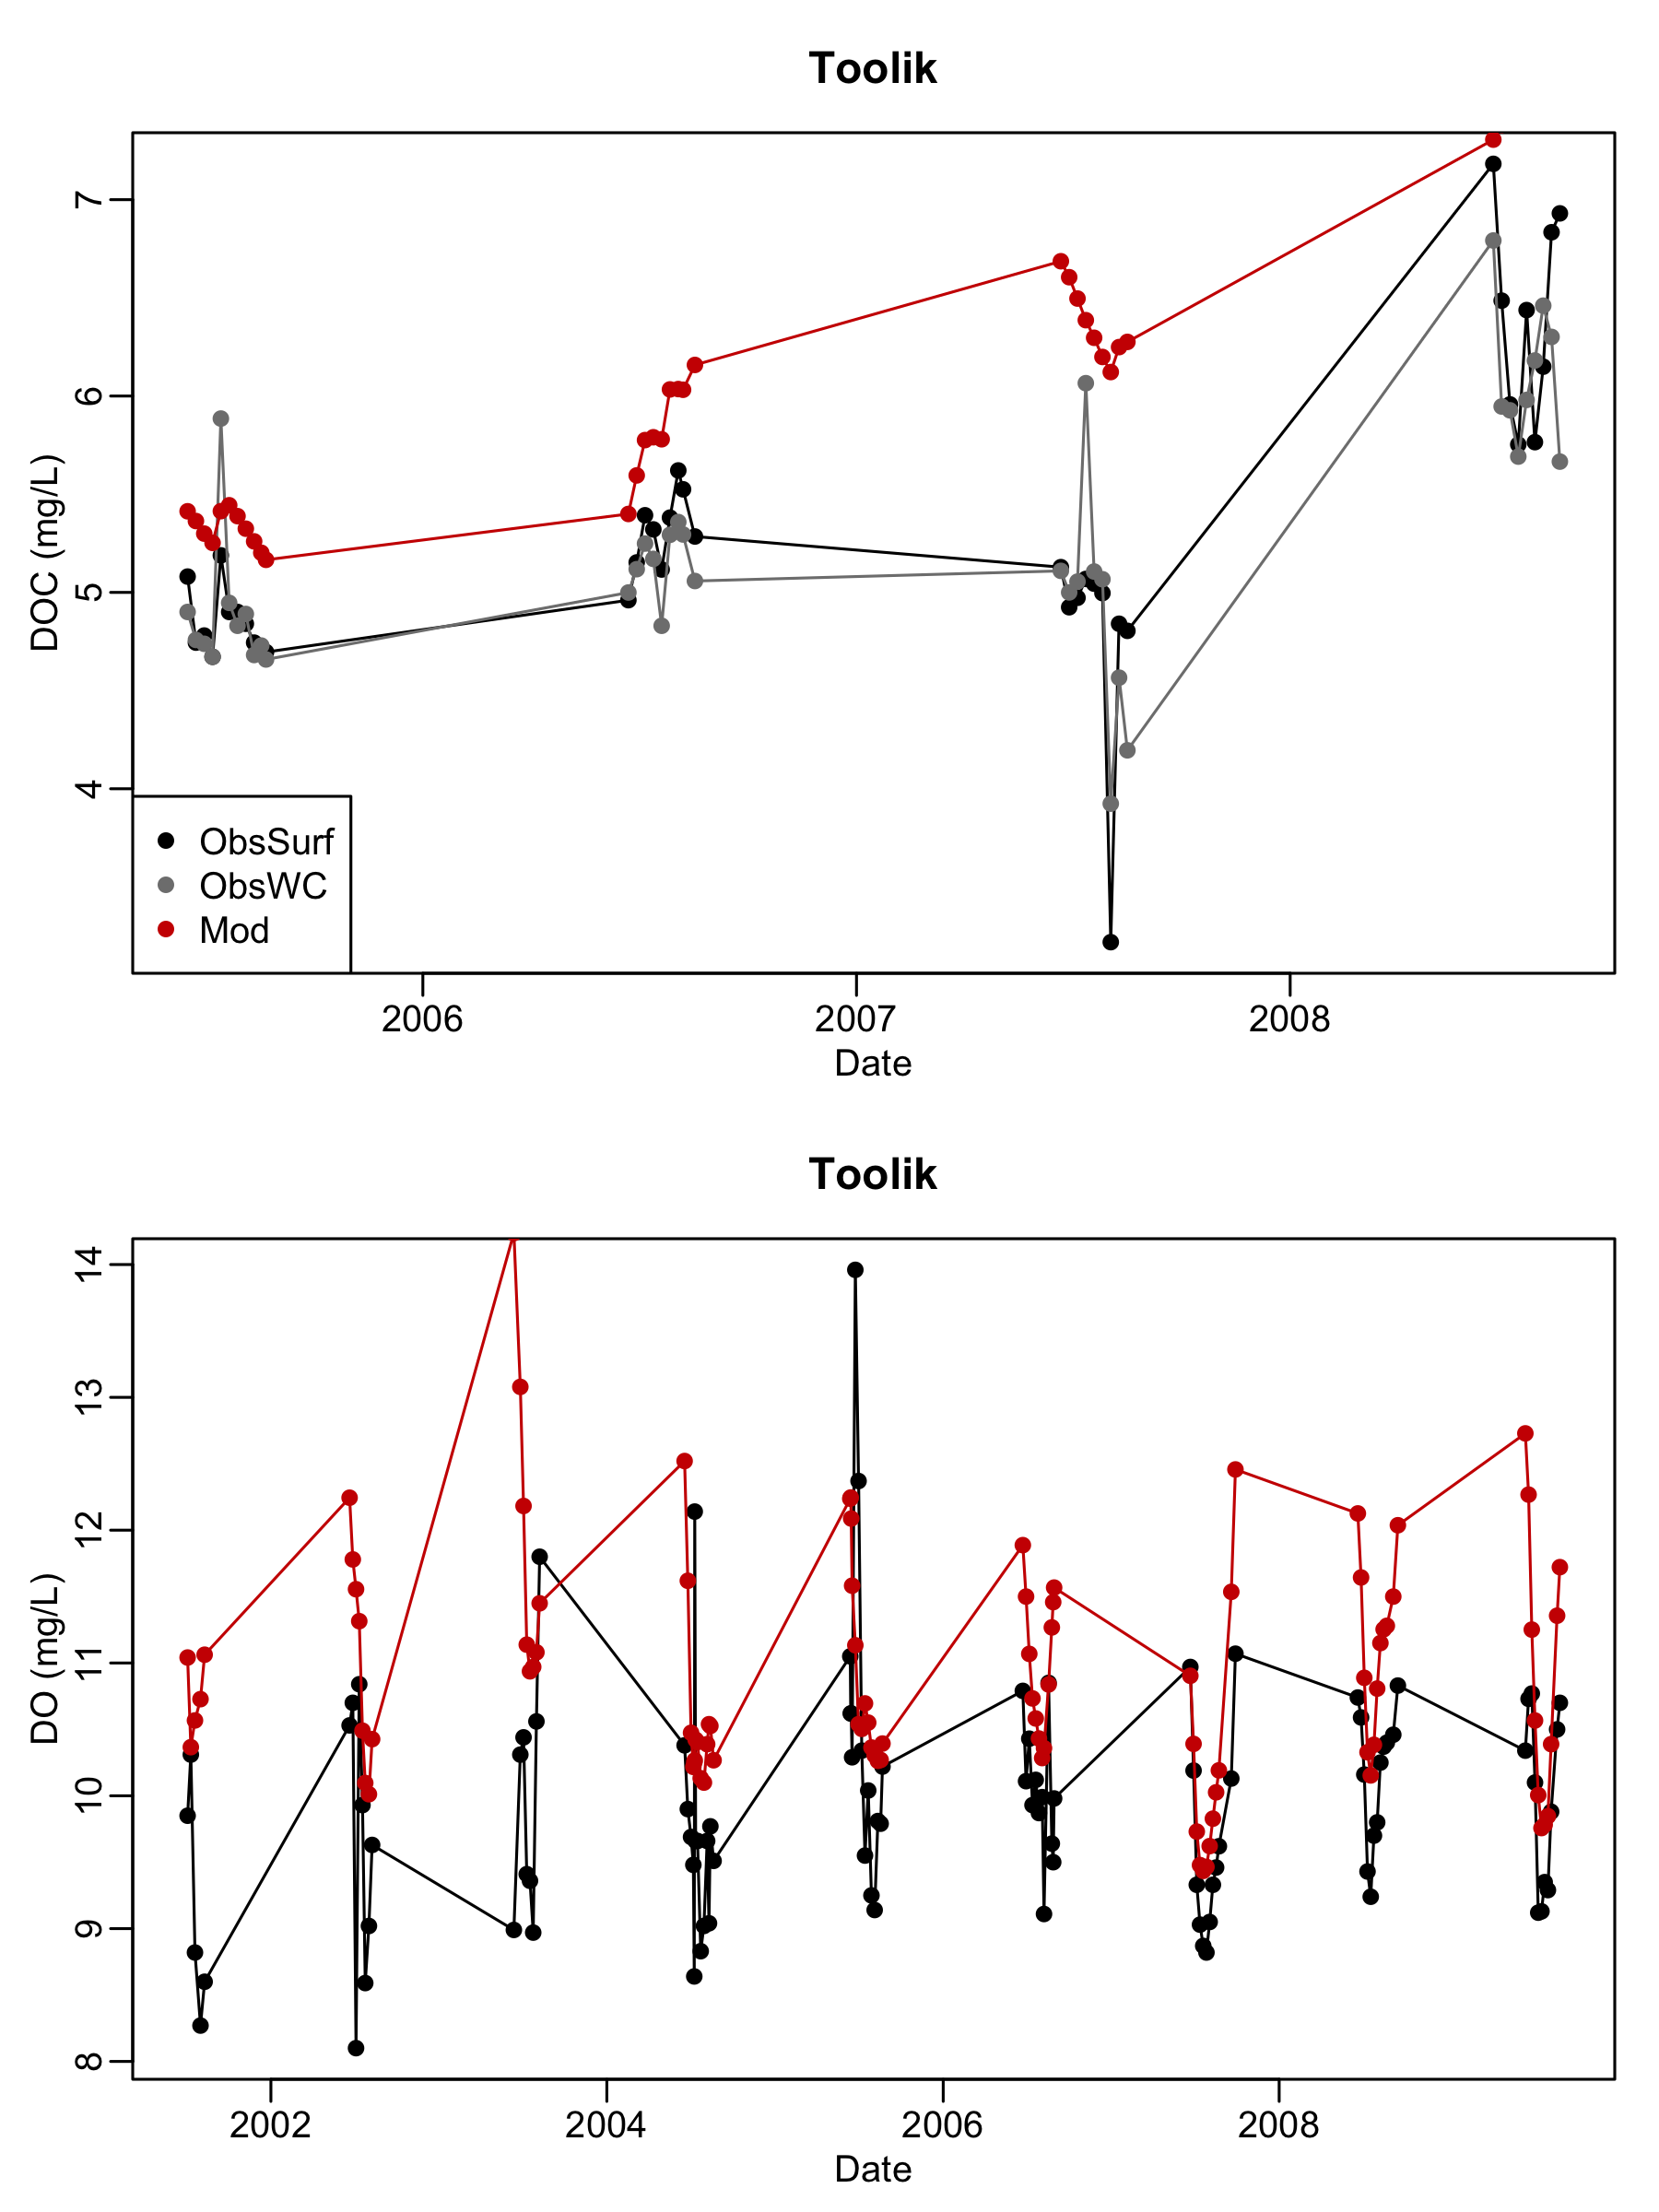 Toolik
DOC (mg/L)
7
6
5
4
ObsSurf
ObsWC
Mod
2006 2007 2008
Date
Toolik
DO (mg/L)
14
13
12
11
10
9
8
2002 2004 2006 2008
Date